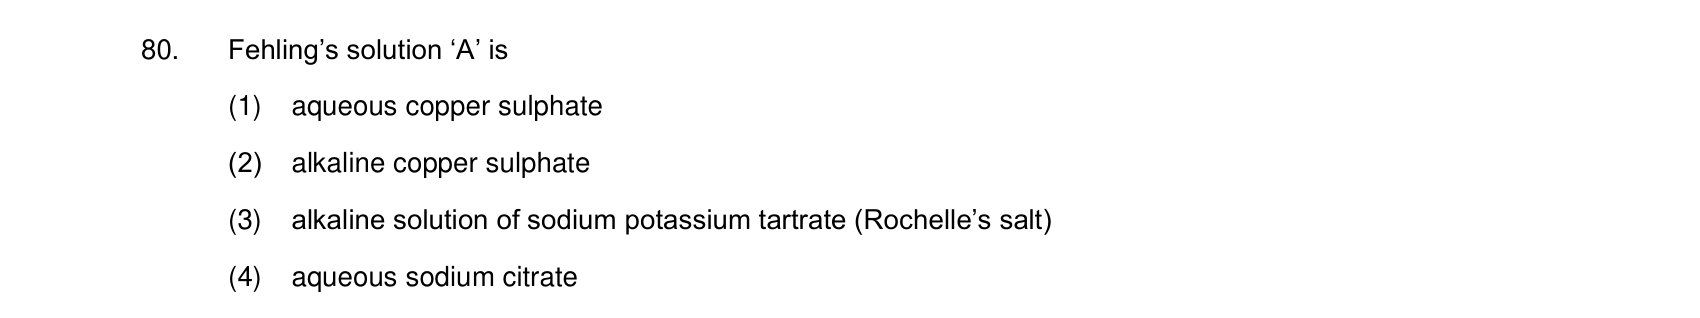 80. Fehling’s solution ‘A’ is
(1) aqueous copper sulphate
(2) alkaline copper sulphate
(3) alkaline solution of sodium potassium tartrate (Rochelle’s salt)
(4) aqueous sodium citrate